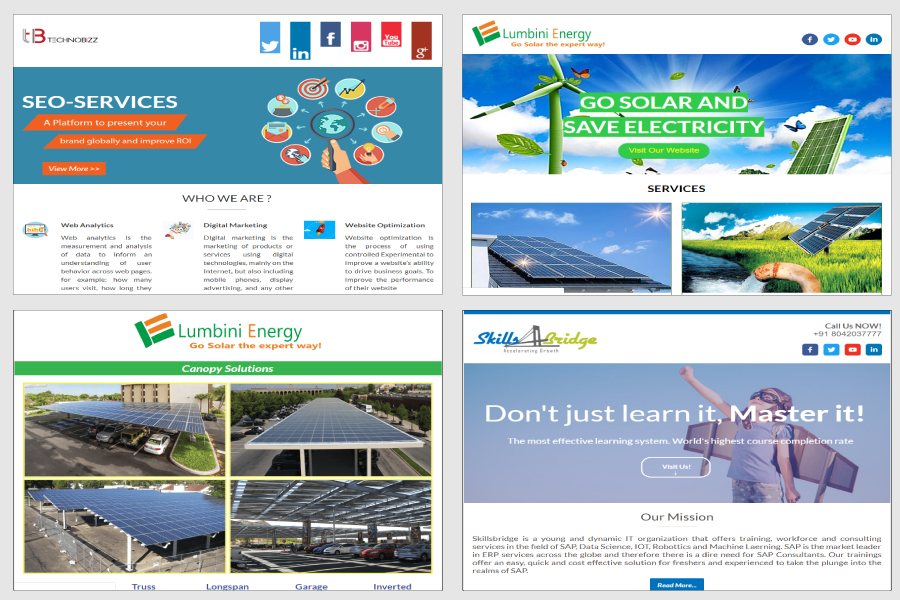 tB TECHNOBIZZ
You
Tube
g+
SEO-SERVICES
A Platform to present your
brand globally and improve ROI
View More >>
WHO WE ARE ?
Web Analytics
Web analytics is the
measurement and analysis
of data to inform an
understanding of user
behavior across web pages.
for example: how many
users visit, how long they
Digital Marketing
Digital marketing is the
marketing of products or
services using digital
technologies, mainly on the
Internet, but also including
mobile phones, display
advertising, and any other
Website Optimization
Website optimization is
the process of using
controlled Experimental to
improve a website's ability
to drive business goals. To
improve the performance
of their website
Lumbini Energy
Go Solar the expert way!
GO SOLAR AND
SAVE ELECTRICITY
Visit Our Website
SERVICES
Lumbini Energy
Go Solar the expert way!
Canopy Solutions
Truss Longspan Garage Inverted
Skills Bridge
Accelerating Growth
Call Us NOW!
+91 8042037777
Don't just learn it, Master it!
The most effective learning system. World's highest course completion rate
Visit Us!
Our Mission
Skillsbridge is a young and dynamic IT organization that offers training, workforce and consulting
services in the field of SAP, Data Science, IOT, Robottics and Machine Laerning. SAP is the market leader
in ERP services across the globe and therefore there is a dire need for SAP Consultants. Our trainings
offer an easy, quick and cost effective solution for freshers and experienced to take the plunge into the
realms of SAP.
Read More...